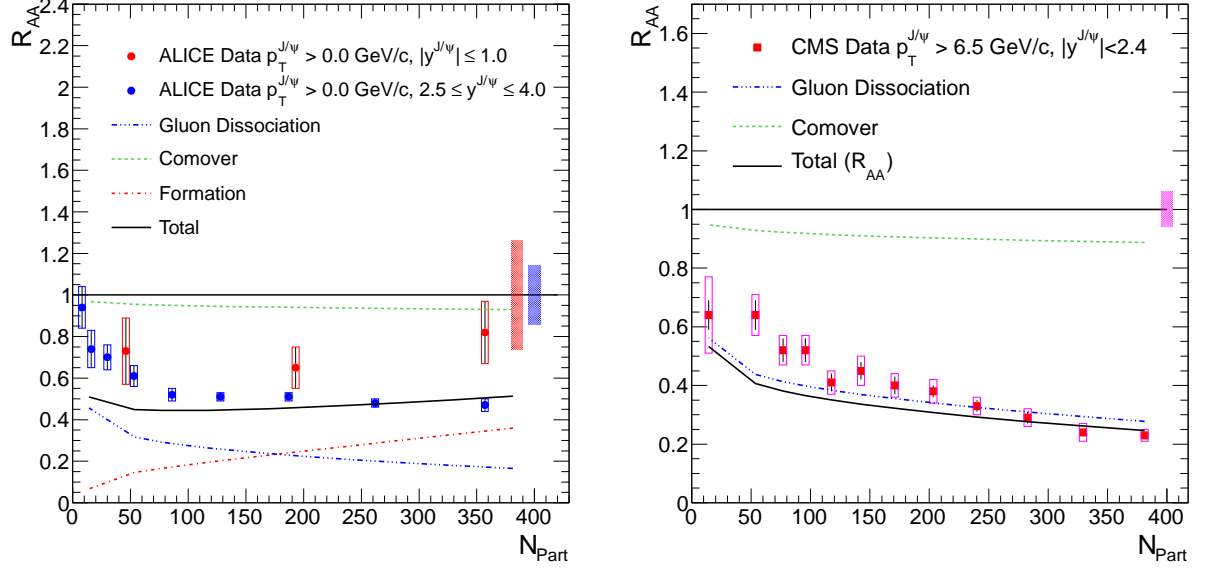 R_AA
2.4
2.2
2
1.8
1.6
1.4
1.2
1
0.8
0.6
0.4
0.2
0
ALICE Data p_T^{J/ψ} > 0.0 GeV/c, |y^{J/ψ}| ≤ 1.0
ALICE Data p_T^{J/ψ} > 0.0 GeV/c, 2.5 ≤ y^{J/ψ} ≤ 4.0
Gluon Dissociation
Comover
Formation
Total
0 50 100 150 200 250 300 350 400
N_Part
R_AA
1.6
1.4
1.2
1
0.8
0.6
0.4
0.2
0
CMS Data p_T^{J/ψ} > 6.5 GeV/c, |y^{J/ψ}|<2.4
Gluon Dissociation
Comover
Total (R_AA)
0 50 100 150 200 250 300 350 400
N_Part